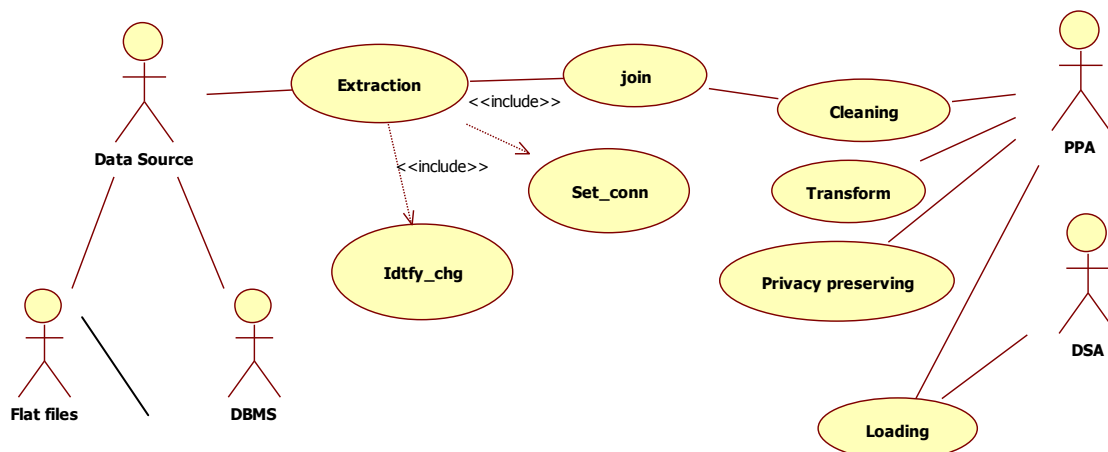 Extraction
join
<<include>>
Cleaning
Data Source
PPA
<<include>>
Set_conn
Transform
Idtfy_chg
Privacy preserving
DSA
Flat files
DBMS
Loading